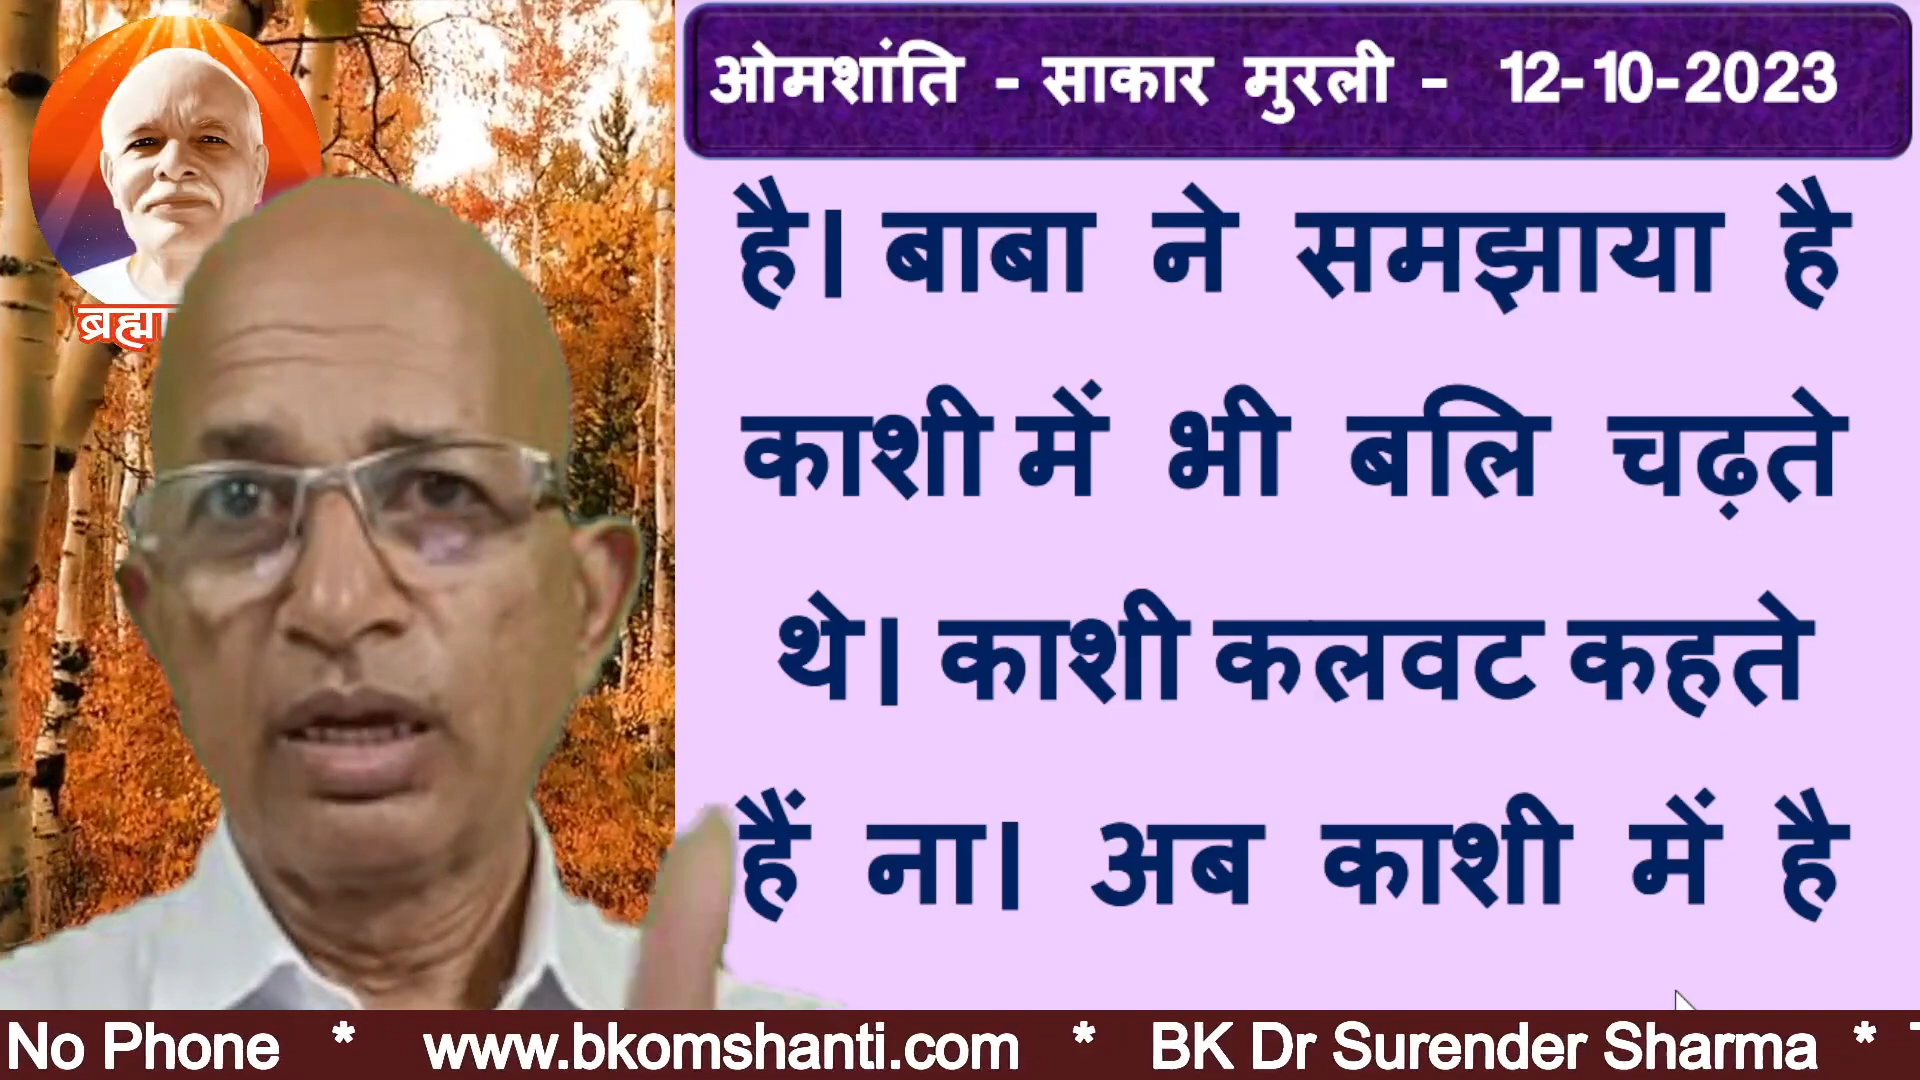 ओमशांति - साकार मुरली - 12-10-2023
ब्रह्मा
है। बाबा ने समझाया है
काशी में भी बलि चढ़ते
थे। काशी कलवट कहते
हैं ना। अब काशी में है
No Phone * www.bkomshanti.com * BK Dr Surender Sharma *